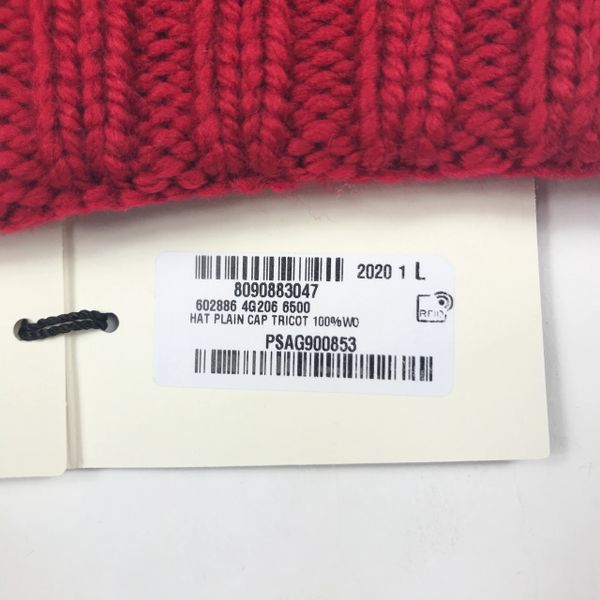 2020 1 L
8090883047
602886 4G206 6500
HAT PLAIN CAP TRICOT 100%WO
RFID
PSAG900853